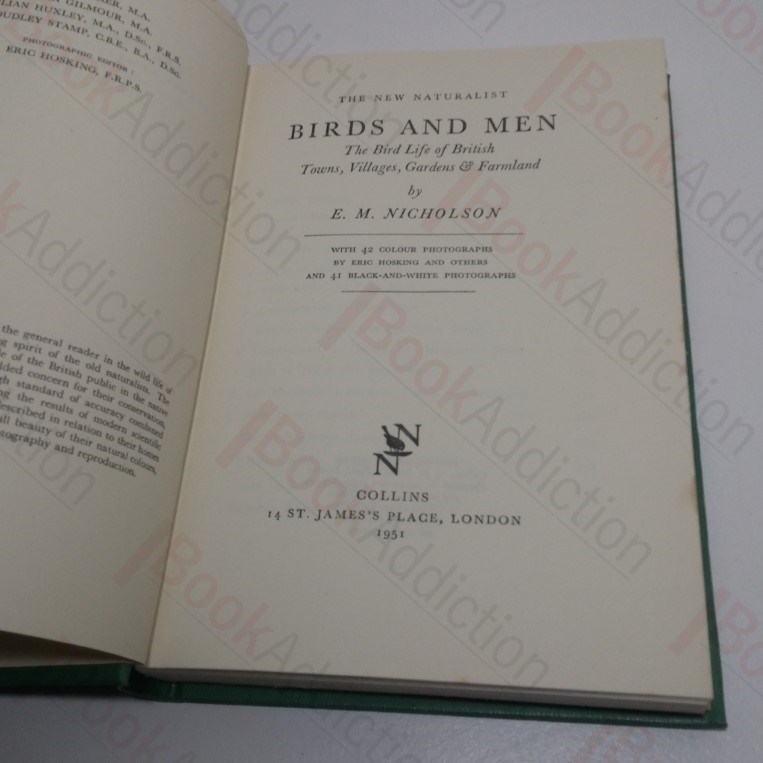 M.A.
GILMOUR, M.A.
HUXLEY, M.A., D.Sc., F.R.S.
DUDLEY STAMP, C.B.E., B.A., D.Sc.
PHOTOGRAPHIC EDITOR :
ERIC HOSKING, F.R.P.S.
the general reader in the wild life of
spirit of the old naturalists. The
of the British public in the native
concern for their conservation,
standard of accuracy combined
the results of modern scientific
described in relation to their homes
beauty of their natural colours,
and reproduction.
THE NEW NATURALIST
BIRDS AND MEN
The Bird Life of British
Towns, Villages, Gardens & Farmland
by
E. M. NICHOLSON
WITH 42 COLOUR PHOTOGRAPHS
BY ERIC HOSKING AND OTHERS
AND 41 BLACK-AND-WHITE PHOTOGRAPHS
N N
COLLINS
14 ST. JAMES'S PLACE, LONDON
1951
BookAddiction
BookAddiction
BookAddiction
BookAddiction
BookAddiction